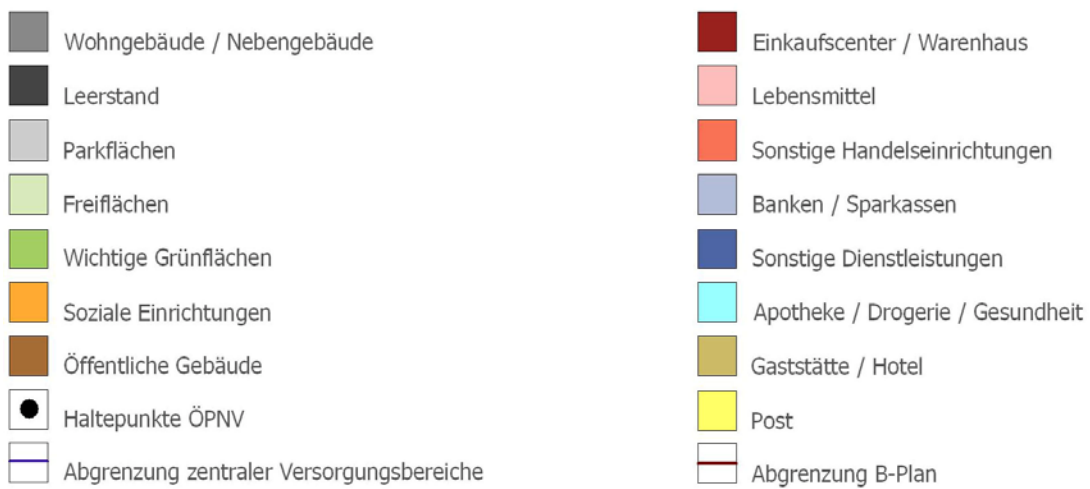 Wohngebäude / Nebengebäude
Leerstand
Parkflächen
Freiflächen
Wichtige Grünflächen
Soziale Einrichtungen
Öffentliche Gebäude
Haltepunkte ÖPNV
Abgrenzung zentraler Versorgungsbereiche
Einkaufscenter / Warenhaus
Lebensmittel
Sonstige Handelseinrichtungen
Banken / Sparkassen
Sonstige Dienstleistungen
Apotheke / Drogerie / Gesundheit
Gaststätte / Hotel
Post
Abgrenzung B-Plan